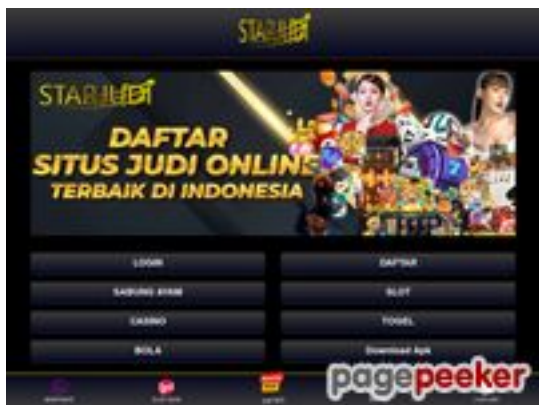 STARJUDI
STARJUDI
DAFTAR
SITUS JUDI ONLINE
TERBAIK DI INDONESIA
LOGIN
DAFTAR
SABUNG AYAM
SLOT
CASINO
TOGEL
BOLA
Download Apk
pagepeeker